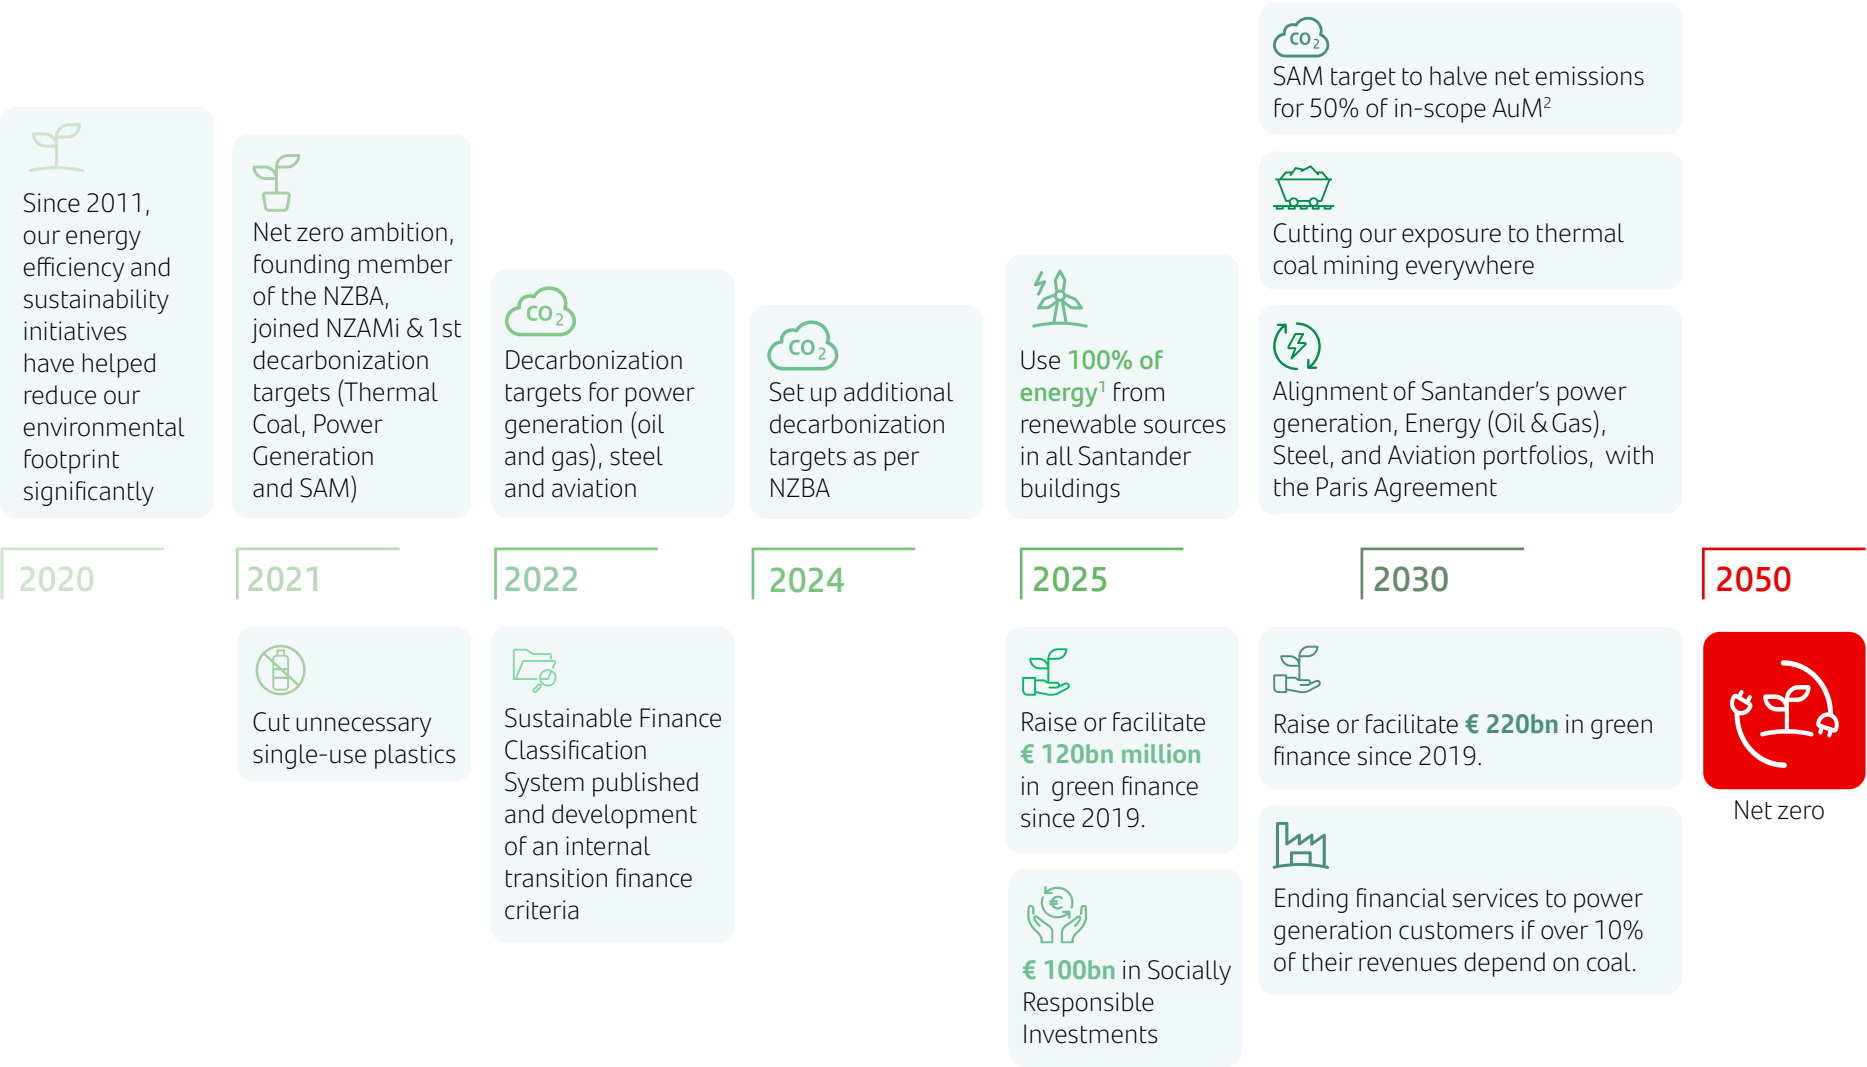 Since 2011,
our energy
efficiency and
sustainability
initiatives
have helped
reduce our
environmental
footprint
significantly
2020
Net zero ambition,
founding member
of the NZBA,
joined NZAMi & 1st
decarbonization
targets (Thermal
Coal, Power
Generation
and SAM)
2021
Cut unnecessary
single-use plastics
CO2
Decarbonization
targets for power
generation (oil
and gas), steel
and aviation
2022
Sustainable Finance
Classification
System published
and development
of an internal
transition finance
criteria
CO2
Set up additional
decarbonization
targets as per
NZBA
2024
Use 100% of
energy1 from
renewable sources
in all Santander
buildings
2025
Raise or facilitate
€ 120bn million
in green finance
since 2019.
€
€ 100bn in Socially
Responsible
Investments
CO2
SAM target to halve net emissions
for 50% of in-scope AuM2
Cutting our exposure to thermal
coal mining everywhere
Alignment of Santander’s power
generation, Energy (Oil & Gas),
Steel, and Aviation portfolios, with
the Paris Agreement
2030
Raise or facilitate € 220bn in green
finance since 2019.
Ending financial services to power
generation customers if over 10%
of their revenues depend on coal.
2050
Net zero